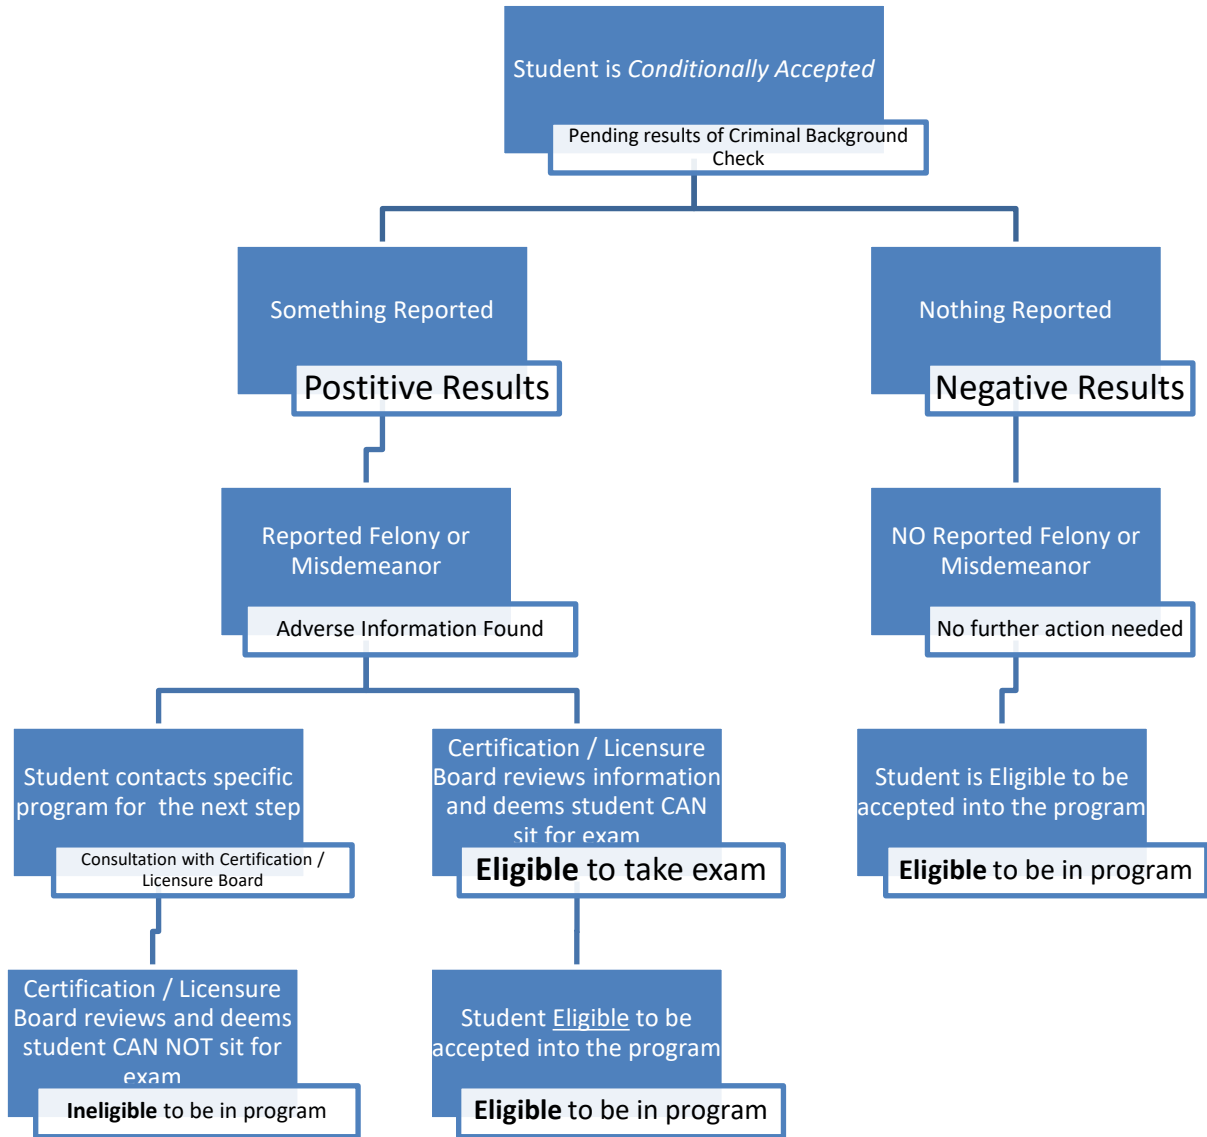 Student is Conditionally Accepted
Pending results of Criminal Background
Check
Something Reported
Postitive Results
Nothing Reported
Negative Results
Reported Felony or
Misdemeanor
Adverse Information Found
NO Reported Felony or
Misdemeanor
No further action needed
Student contacts specific
program for the next step
Consultation with Certification /
Licensure Board
Certification / Licensure
Board reviews information
and deems student CAN
sit for exam
Eligible to take exam
Student is Eligible to be
accepted into the program
Eligible to be in program
Certification / Licensure
Board reviews and deems
student CAN NOT sit for
exam
Ineligible to be in program
Student Eligible to be
accepted into the program
Eligible to be in program